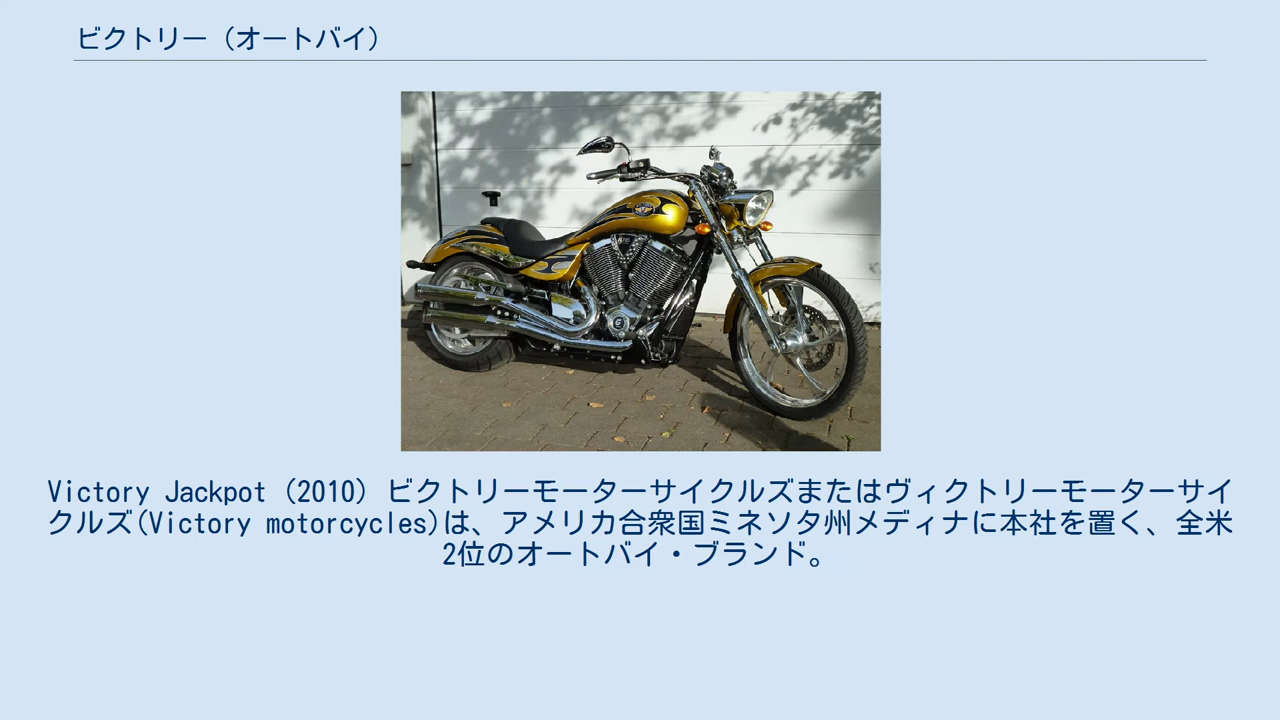 ビクトリー（オートバイ）
Victory Jackpot (2010) ビクトリーモーターサイクルズまたはヴィクトリーモーターサイ
クルズ(Victory motorcycles)は、アメリカ合衆国ミネソタ州メディナに本社を置く、全米
2位のオートバイ・ブランド。